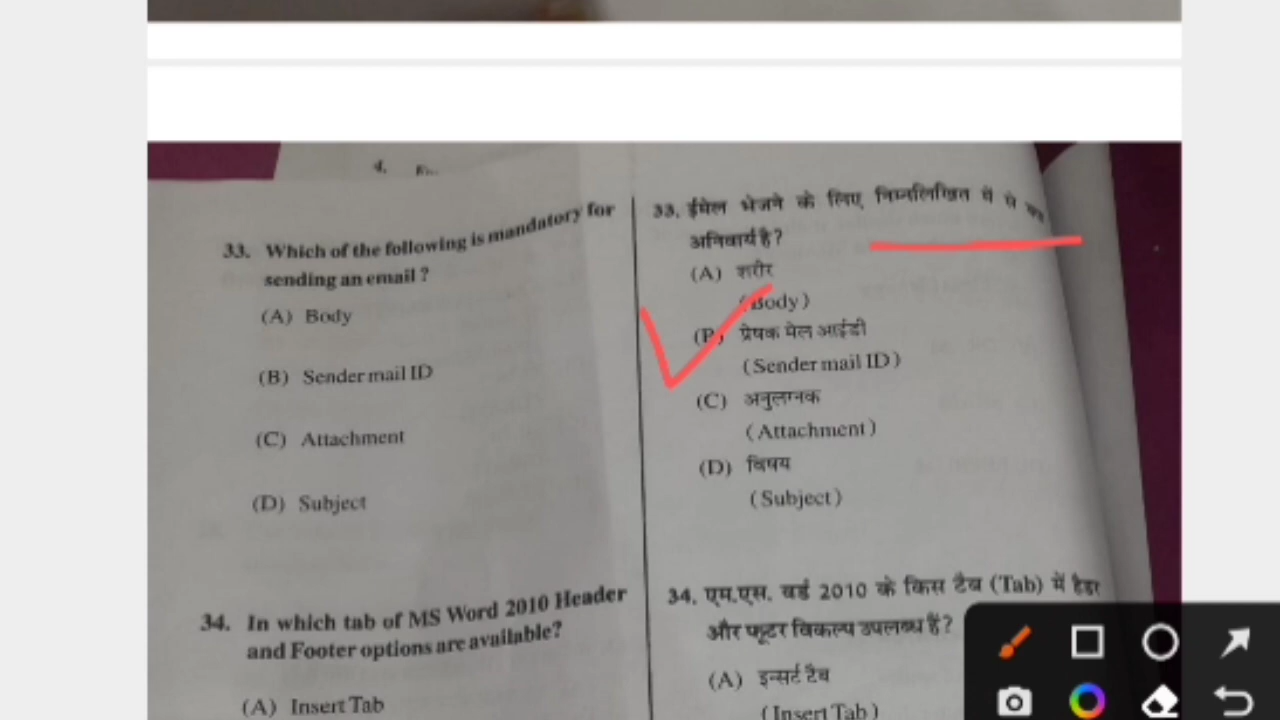 4.
33. Which of the following is mandatory for
sending an email ?
(A) Body
(B) Sender mail ID
(C) Attachment
(D) Subject
34. In which tab of MS Word 2010 Header
and Footer options are available?
(A) Insert Tab
33. ईमेल भेजने के लिए निम्नलिखित में से
अनिवार्य है?
(A) शरीर
(Body)
(B) प्रेषक मेल आईडी
(Sender mail ID)
(C) अनुलग्नक
(Attachment)
(D) विषय
(Subject)
34. एम.एस. वर्ड 2010 के किस टैब (Tab) में हैडर
और फूटर विकल्प उपलब्ध हैं?
(A) इन्सर्ट टैब
(Insert Tab)